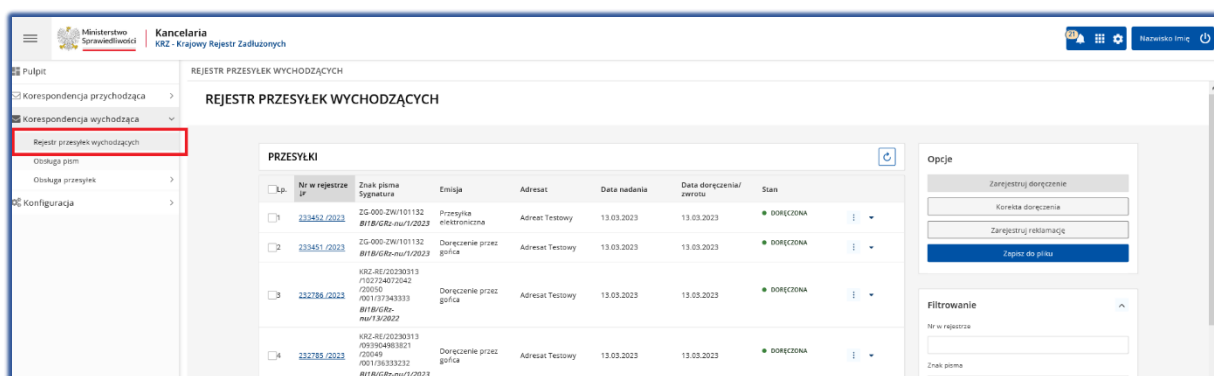 Ministerstwo
Sprawiedliwości
Kancelaria
KRZ - Krajowy Rejestr Zadłużonych
21
Nazwisko Imię
Pulpit
Korespondencja przychodząca
Korespondencja wychodząca
Rejestr przesyłek wychodzących
Obsługa pism
Obsługa przesyłek
Konfiguracja
REJESTR PRZESYŁEK WYCHODZĄCYCH
REJESTR PRZESYŁEK WYCHODZĄCYCH
PRZESYŁKI
Lp. Nr w rejestrze Znak pisma Sygnatura Emisja Adresat Data nadania Data doręczenia/ zwrotu Stan
1 233452 /2023 ZG-000-ZW/101132 BI1B/GRz-nu/1/2023 Przesyłka elektroniczna Adreat Testowy 13.03.2023 13.03.2023 DORĘCZONA
2 233451 /2023 ZG-000-ZW/101132 BI1B/GRz-nu/1/2023 Doręczenie przez gońca Adresat Testowy 13.03.2023 13.03.2023 DORĘCZONA
3 232786 /2023 KRZ-RE/20230313 /102724072042 /20050 /001/37343333 BI1B/GRz-nu/13/2022 Doręczenie przez gońca Adresat Testowy 13.03.2023 13.03.2023 DORĘCZONA
4 232785 /2023 KRZ-RE/20230313 /093904983821 /20049 /001/36333232 BI1B/GRz-nu/1/2023 Doręczenie przez gońca Adresat Testowy 13.03.2023 13.03.2023 DORĘCZONA
Opcje
Zarejestruj doręczenie
Korekta doręczenia
Zarejestruj reklamację
Zapisz do pliku
Filtrowanie
Nr w rejestrze
Znak pisma